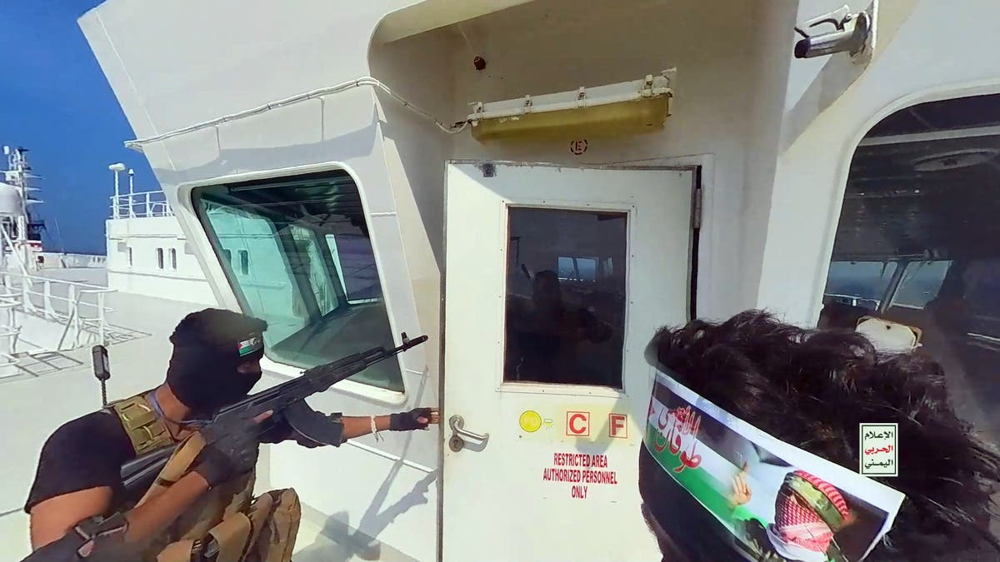 E
C F
RESTRICTED AREA
AUTHORIZED PERSONNEL
ONLY
الإعلام
الحربي
اليمني